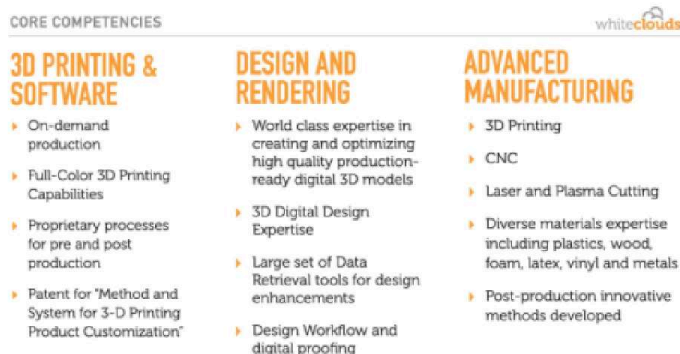 CORE COMPETENCIES
whiteclouds
3D PRINTING &
SOFTWARE
On-demand
production
Full-Color 3D Printing
Capabilities
Proprietary processes
for pre and post
production
Patent for "Method and
System for 3-D Printing
Product Customization"
DESIGN AND
RENDERING
World class expertise in
creating and optimizing
high quality production-
ready digital 3D models
3D Digital Design
Expertise
Large set of Data
Retrieval tools for design
enhancements
Design Workflow and
digital proofing
ADVANCED
MANUFACTURING
3D Printing
CNC
Laser and Plasma Cutting
Diverse materials expertise
including plastics, wood,
foam, latex, vinyl and metals
Post-production innovative
methods developed